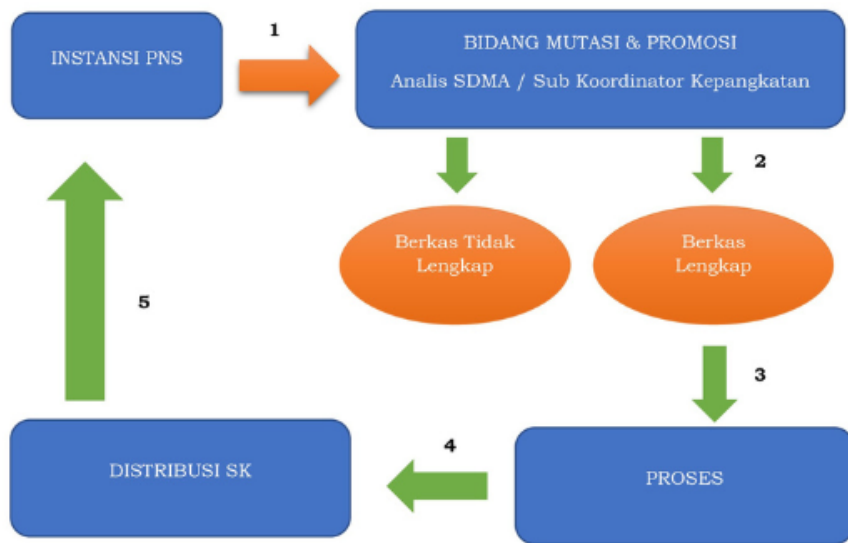 INSTANSI PNS
1
BIDANG MUTASI & PROMOSI
Analis SDMA / Sub Koordinator Kepangkatan
2
Berkas Tidak
Lengkap
Berkas
Lengkap
5
3
DISTRIBUSI SK
4
PROSES